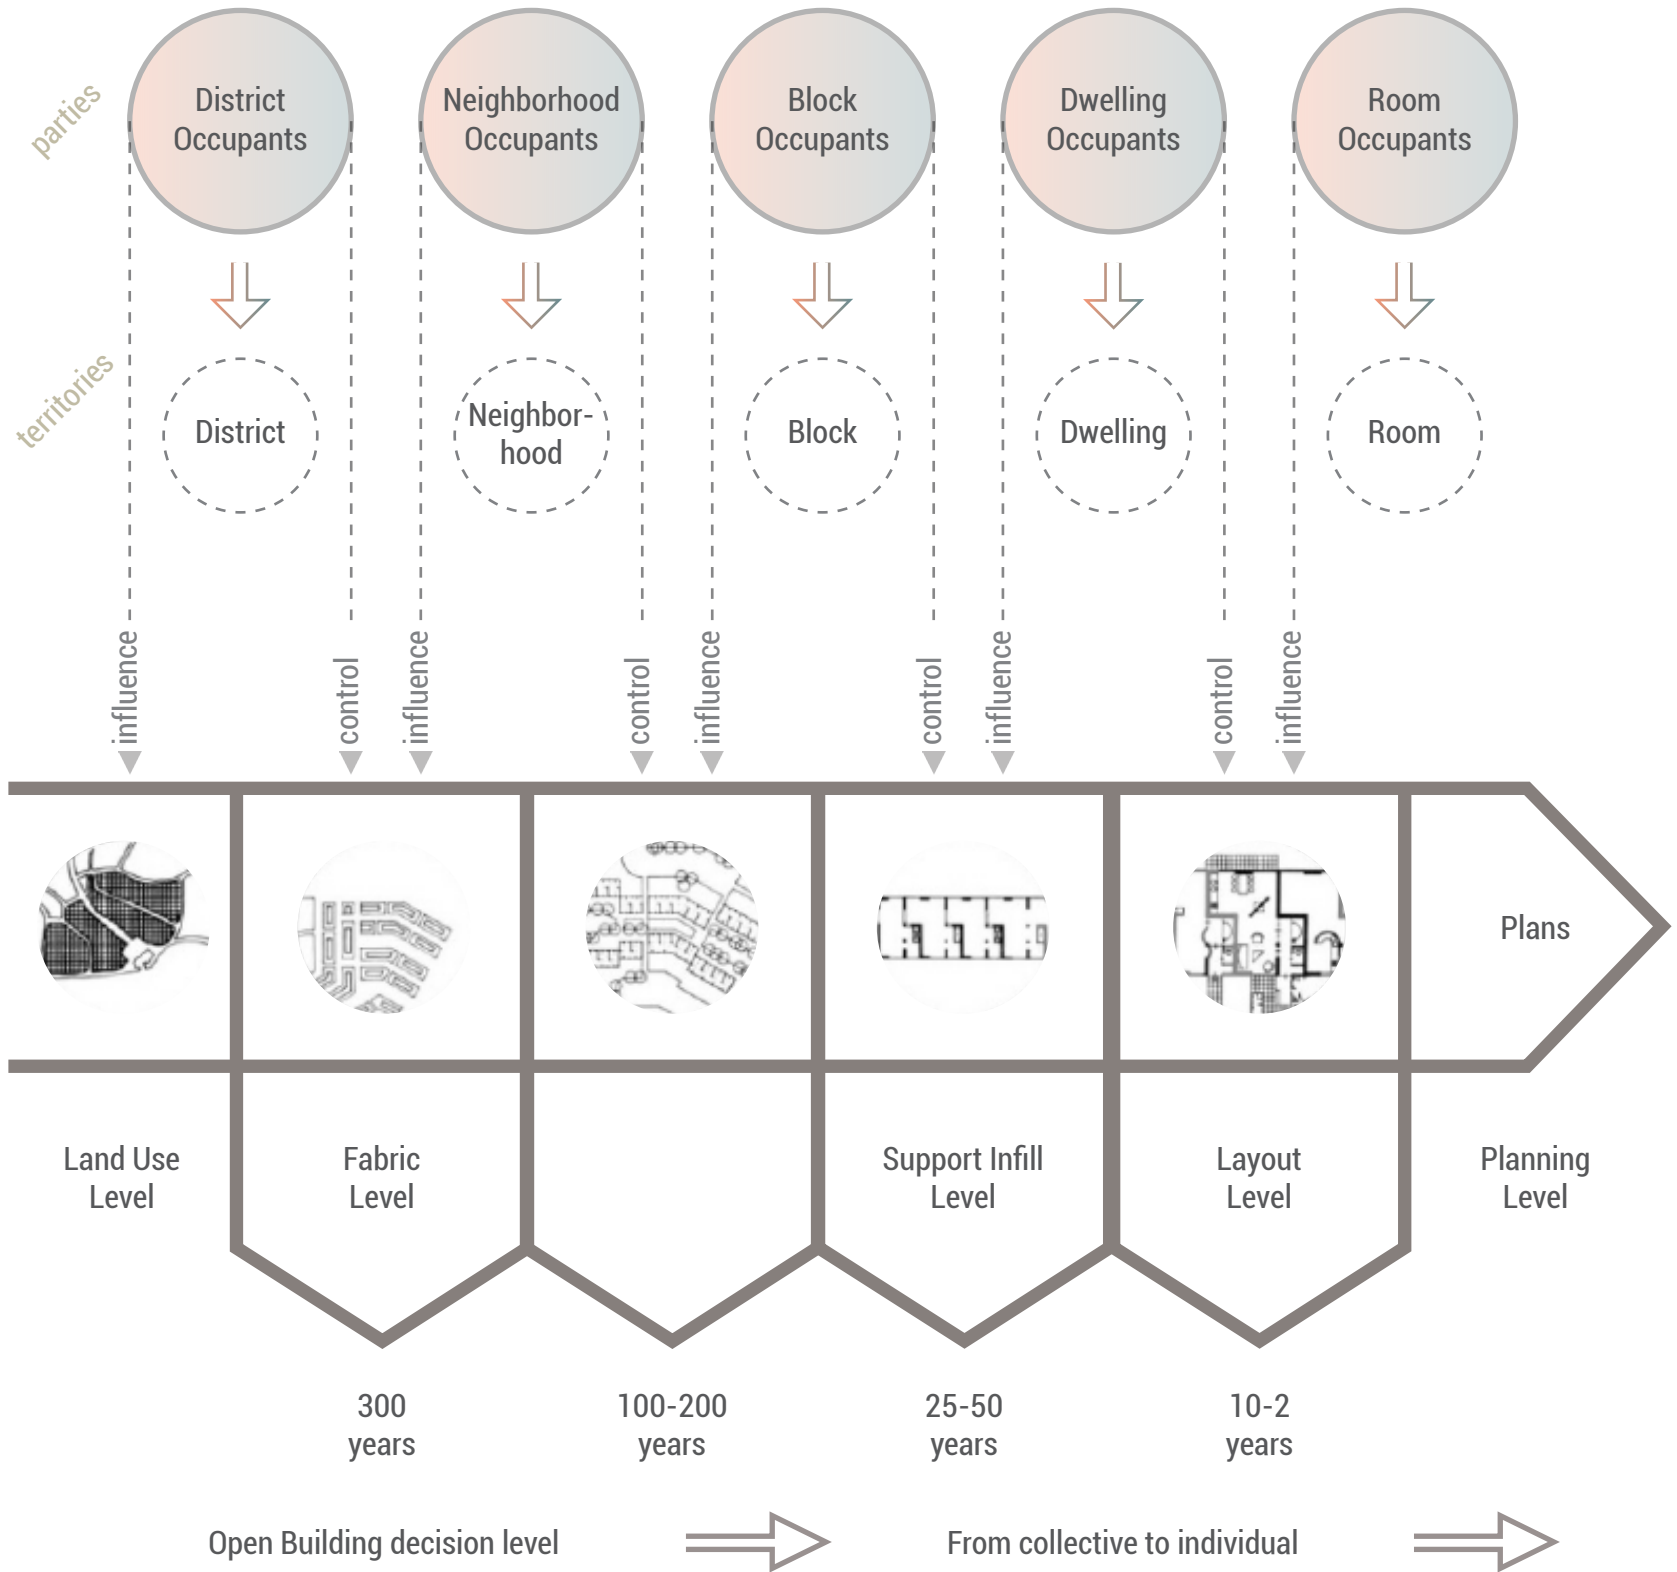 parties
District
Occupants
Neighborhood
Occupants
Block
Occupants
Dwelling
Occupants
Room
Occupants
territories
District
Neighbor-
hood
Block
Dwelling
Room
influence
control
influence
control
influence
control
influence
control
influence
Plans
Land Use
Level
Fabric
Level
Support Infill
Level
Layout
Level
Planning
Level
300
years
100-200
years
25-50
years
10-2
years
Open Building decision level
From collective to individual